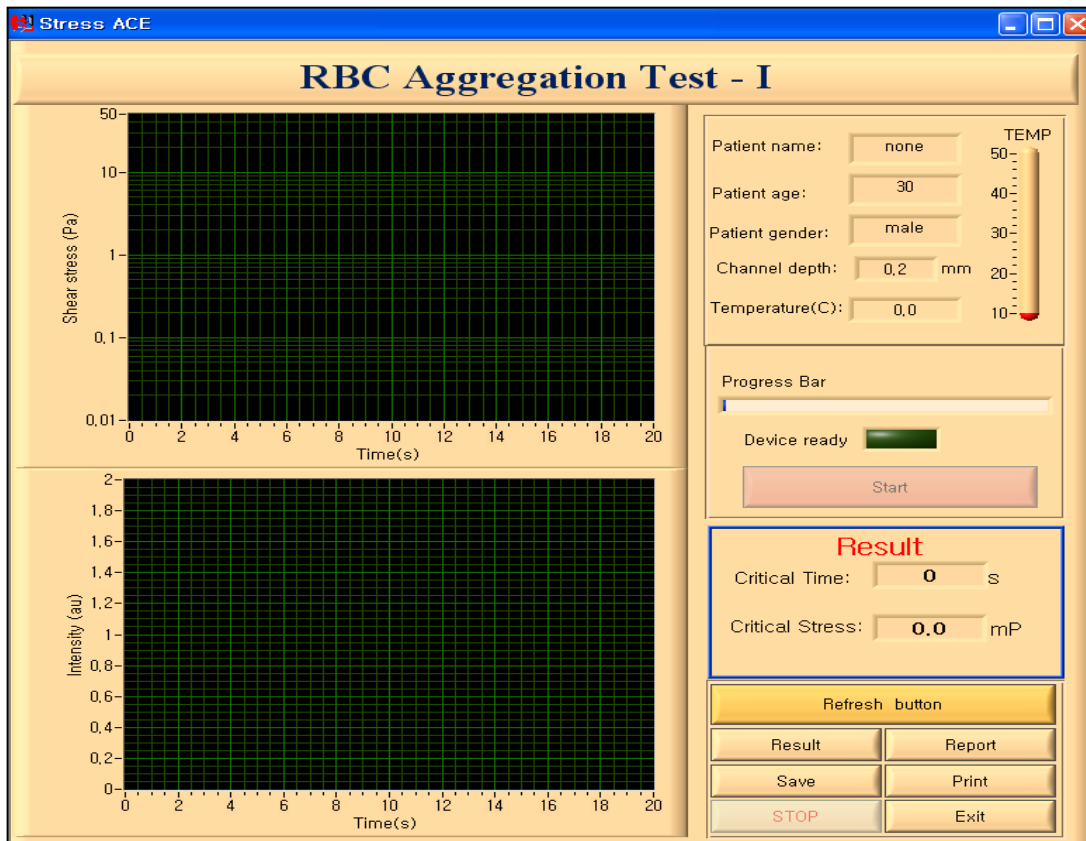 Stress ACE
RBC Aggregation Test - I
Shear stress (Pa)
50
10
1
0,1
0,01
0 2 4 6 8 10 12 14 16 18 20
Time(s)
Intensity (au)
2
1,8
1,6
1,4
1,2
1
0,8
0,6
0,4
0,2
0
0 2 4 6 8 10 12 14 16 18 20
Time(s)
Patient name: none
Patient age: 30
Patient gender: male
Channel depth: 0,2 mm
Temperature(C): 0,0
TEMP
50
40
30
20
10
Progress Bar
Device ready
Start
Result
Critical Time: 0 s
Critical Stress: 0.0 mP
Refresh button
Result Report
Save Print
STOP Exit